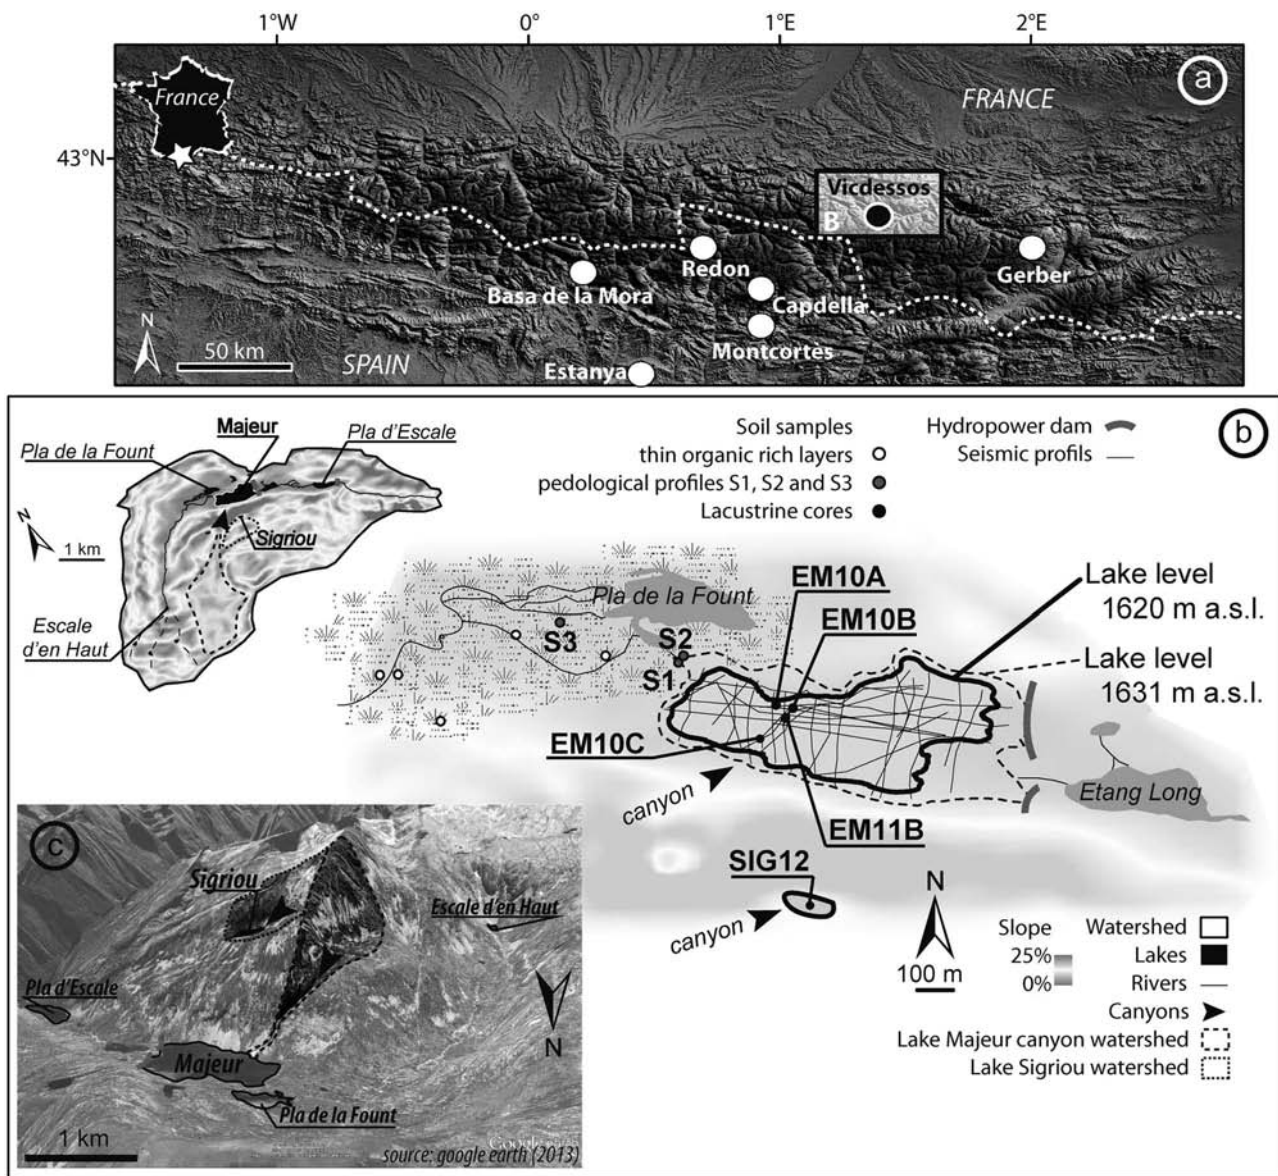 1°W
0°
1°E
2°E
43°N
France
FRANCE
a
Vicdessos
B
Redon
Gerber
Basa de la Mora
Capdella
Montcortès
Estanya
N
50 km
SPAIN
b
Majeur
Pla de la Fount
Pla d'Escale
Sigriou
N
1 km
Escale
d'en Haut
Soil samples
thin organic rich layers
pedological profiles S1, S2 and S3
Lacustrine cores
Hydropower dam
Seismic profils
EM10A
Pla de la Fount
EM10B
S3
S2
S1
Lake level
1620 m a.s.l.
Lake level
1631 m a.s.l.
EM10C
canyon
Etang Long
EM11B
SIG12
canyon
N
100 m
Slope
25%
0%
Watershed
Lakes
Rivers
Canyons
Lake Majeur canyon watershed
Lake Sigriou watershed
c
Sigriou
Escale d'en Haut
Pla d'Escale
N
Majeur
Pla de la Fount
1 km
Google
source: google earth (2013)